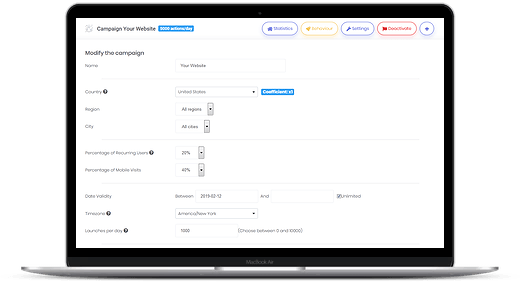 Campaign Your Website 5000 actions/day
Statistics
Behaviour
Settings
Deactivate
Modify the campaign
Name Your Website
Country United States Coefficient: x1
Region All regions
City All cities
Percentage of Recurring Users 20%
Percentage of Mobile Visits 40%
Date Validity Between 2019-02-12 And Unlimited
Timezone America/New York
Launches per day 1000 (Choose between 0 and 10000)
MacBook Air